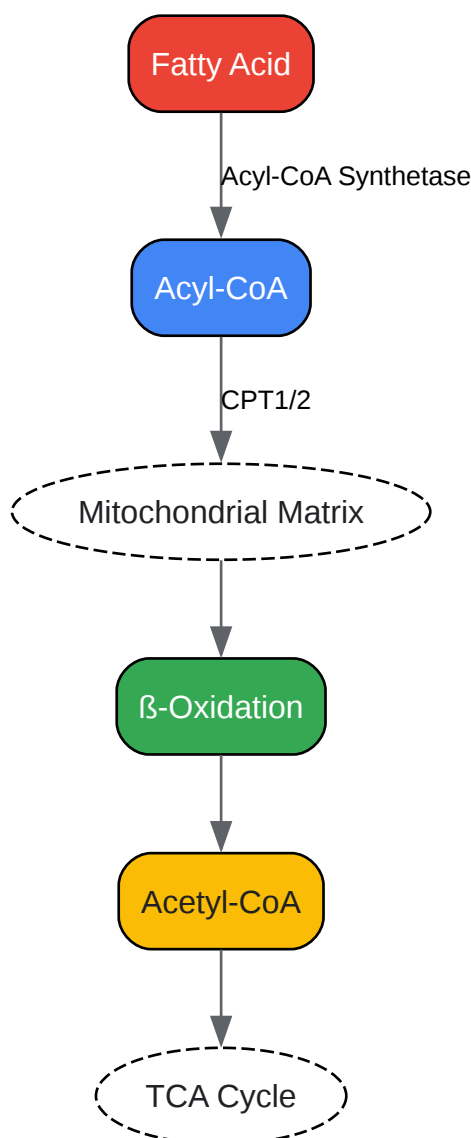 Fatty Acid
Acyl-CoA Synthetase
Acyl-CoA
CPT1/2
Mitochondrial Matrix
ß-Oxidation
Acetyl-CoA
TCA Cycle